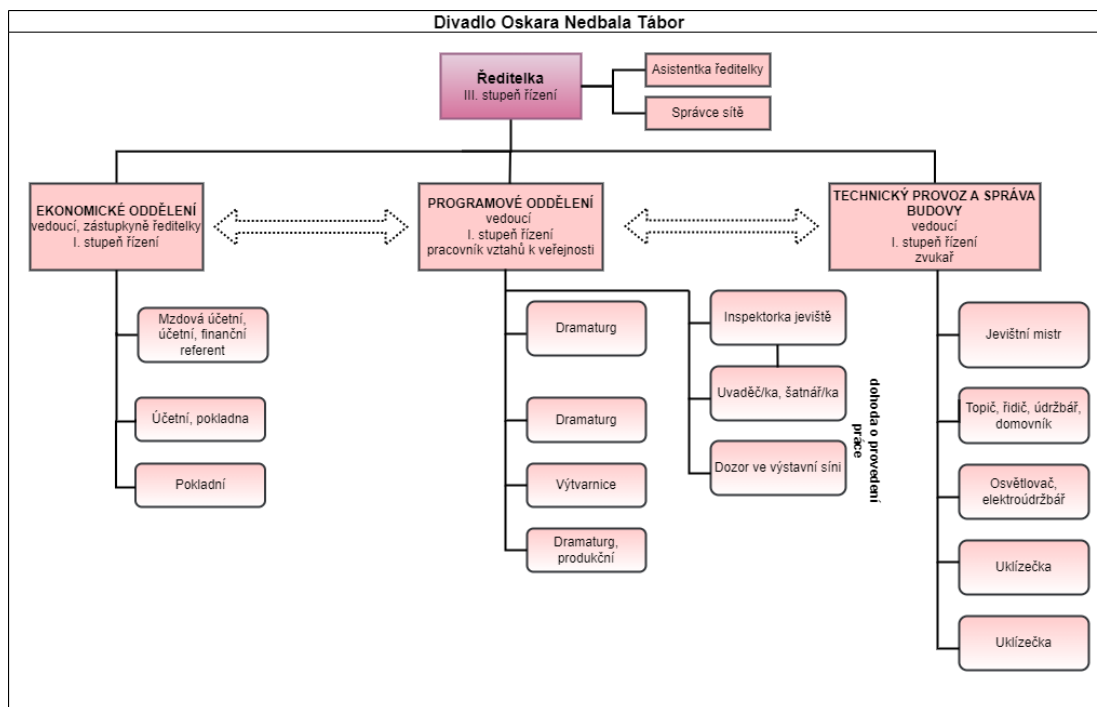 Divadlo Oskara Nedbala Tábor
Ředitelka
III. stupeň řízení
Asistentka ředitelky
Správce sítě
EKONOMICKÉ ODDĚLENÍ
vedoucí, zástupkyně ředitelky
I. stupeň řízení
PROGRAMOVÉ ODDĚLENÍ
vedoucí
I. stupeň řízení
pracovník vztahů k veřejnosti
TECHNICKÝ PROVOZ A SPRÁVA
BUDOVY
vedoucí
I. stupeň řízení
zvukař
Mzdová účetní,
účetní, finanční
referent
Účetní, pokladna
Pokladní
Dramaturg
Dramaturg
Výtvarnice
Dramaturg,
produkční
Inspektorka jeviště
Uvaděč/ka, šatnář/ka
Dozor ve výstavní síni
dohoda o provedení
práce
Jevištní mistr
Topič, řidič, údržbář,
domovník
Osvětlovač,
elektroúdržbář
Uklízečka
Uklízečka